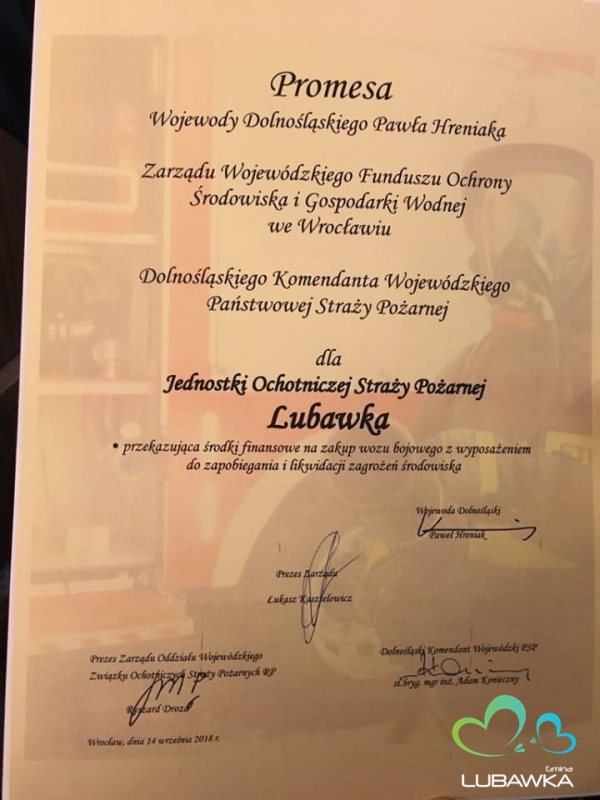 Promesa
Wojewody Dolnośląskiego Pawła Hreniaka
Zarządu Wojewódzkiego Funduszu Ochrony
Środowiska i Gospodarki Wodnej
we Wrocławiu
Dolnośląskiego Komendanta Wojewódzkiego
Państwowej Straży Pożarnej
dla
Jednostki Ochotniczej Straży Pożarnej
Lubawka
• przekazująca środki finansowe na zakup wozu bojowego z wyposażeniem
do zapobiegania i likwidacji zagrożeń środowiska
Wojewoda Dolnośląski
Paweł Hreniak
Prezes Zarządu
Łukasz Kasztelowicz
Prezes Zarządu Oddziału Wojewódzkiego
Związku Ochotniczych Straży Pożarnych RP
Ryszard Drozd
Dolnośląski Komendant Wojewódzki PSP
st.bryg. mgr inż. Adam Konieczny
Wrocław, dnia 14 września 2018 r.
Gmina
LUBAWKA